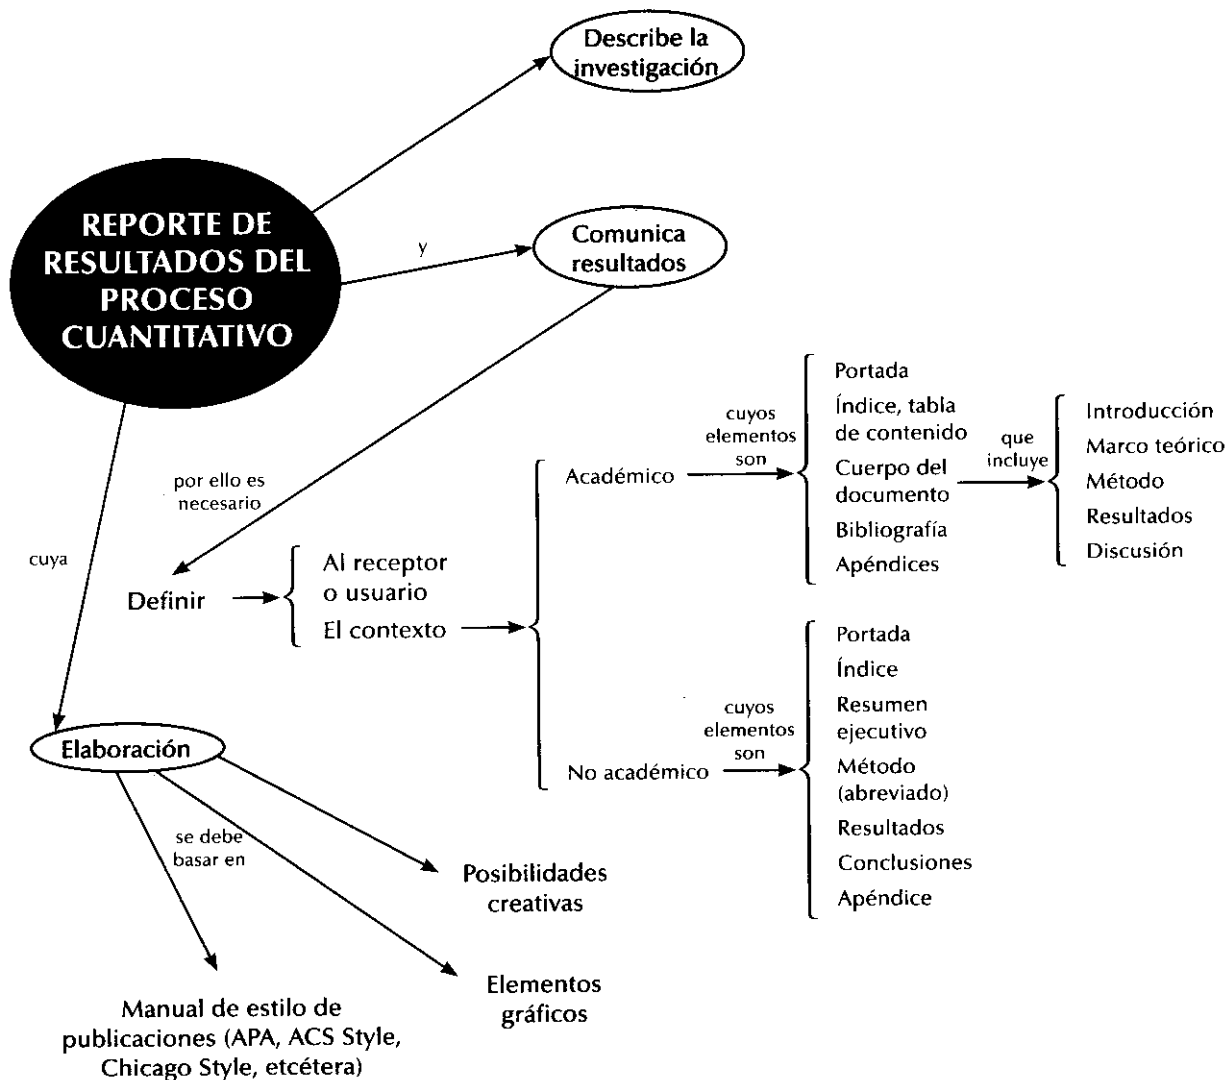 Describe la
investigación
REPORTE DE
RESULTADOS DEL
PROCESO
CUANTITATIVO
y
Comunica
resultados
por ello es
necesario
cuya
Definir
Al receptor
o usuario
El contexto
Académico
cuyos
elementos
son
Portada
Índice, tabla
de contenido
Cuerpo del
documento
Bibliografía
Apéndices
que
incluye
Introducción
Marco teórico
Método
Resultados
Discusión
No académico
cuyos
elementos
son
Portada
Índice
Resumen
ejecutivo
Método
(abreviado)
Resultados
Conclusiones
Apéndice
Elaboración
se debe
basar en
Posibilidades
creativas
Elementos
gráficos
Manual de estilo de
publicaciones (APA, ACS Style,
Chicago Style, etcétera)